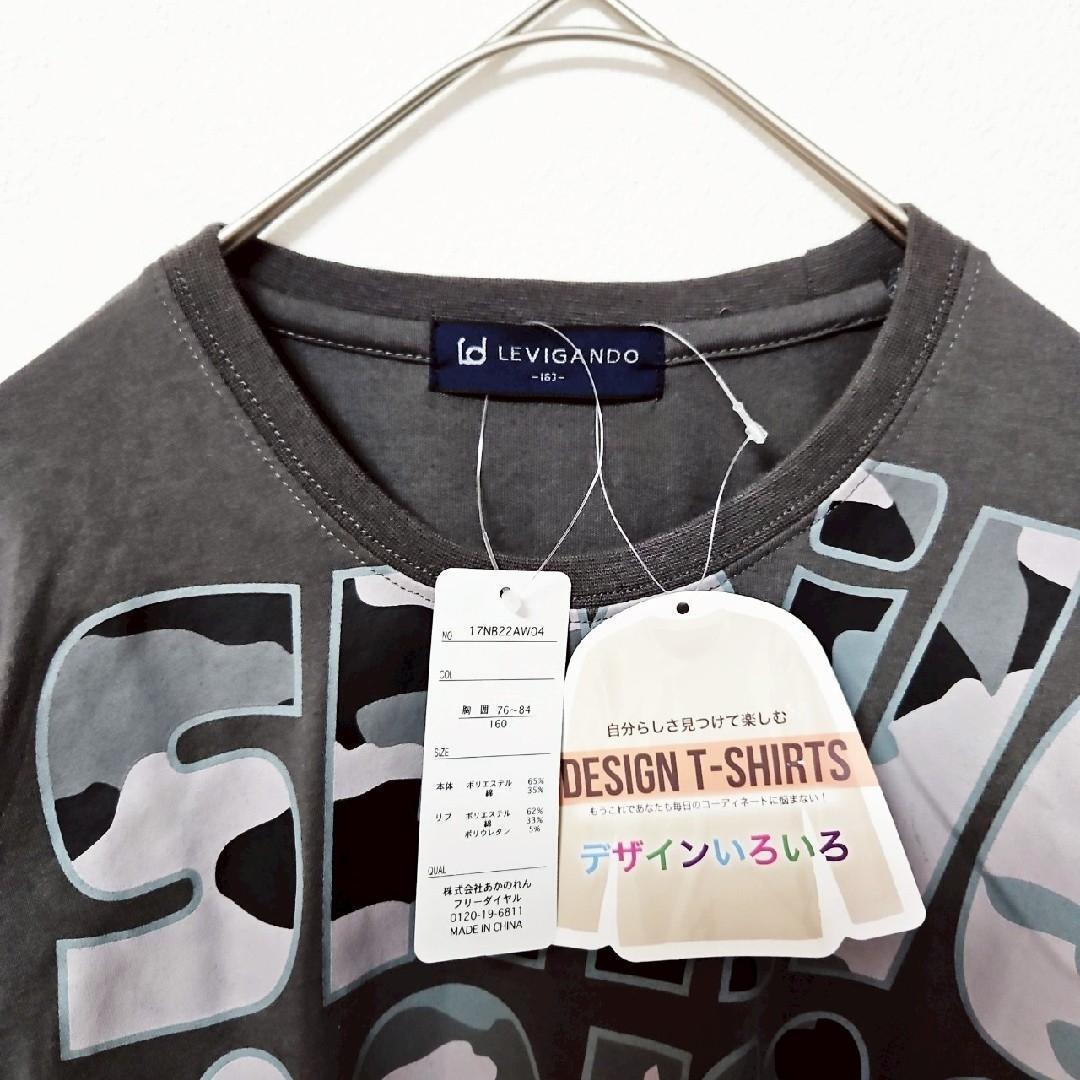 ld LEVIGANDO
-160-
NO 17NB22AW04
COL
胸囲 76~84
160
SIZE
本体 ポリエステル 65%
綿 35%
リブ ポリエステル 62%
綿 33%
ポリウレタン 5%
QUAL
株式会社あかのれん
フリーダイヤル
0120-19-6811
MADE IN CHINA
自分らしさ見つけて楽しむ
DESIGN T-SHIRTS
もうこれであなたも毎日のコーディネートに悩まない!
デザインいろいろ